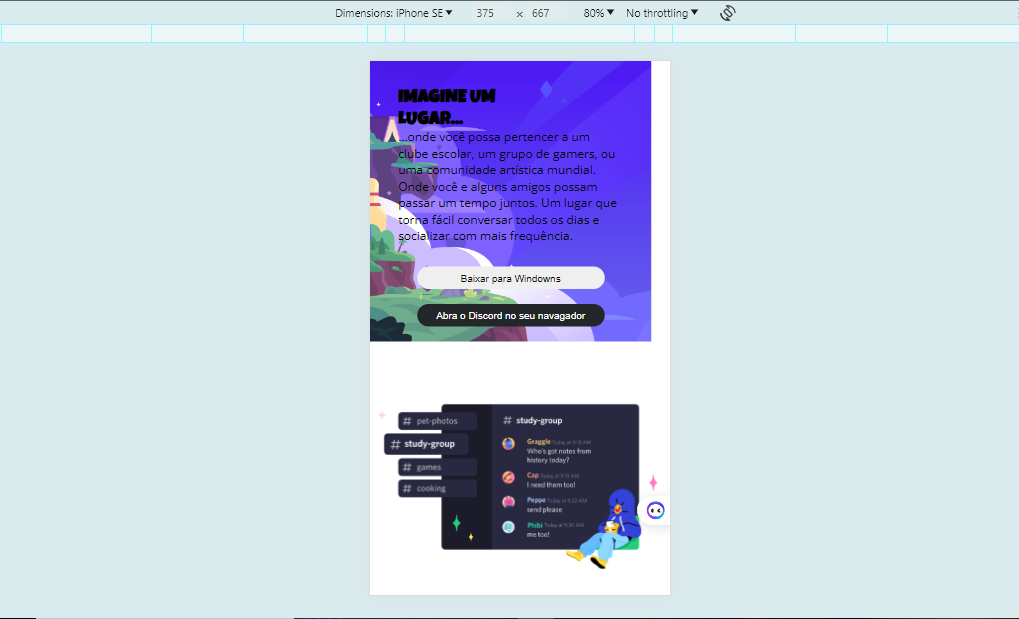 Dimensions: iPhone SE ▼ 375 × 667 80% ▼ No throttling ▼
IMAGINE UM
LUGAR...
...onde você possa pertencer a um
clube escolar, um grupo de gamers, ou
uma comunidade artística mundial.
Onde você e alguns amigos possam
passar um tempo juntos. Um lugar que
torna fácil conversar todos os dias e
socializar com mais frequência.
Baixar para Windowns
Abra o Discord no seu navagador
# pet-photos
# study-group
# games
# cooking
# study-group
Graggle Today at 9:18 AM
Who's got notes from
history today?
Cap Today at 9:18 AM
I need them too!
Peppe Today at 9:22 AM
send please
Phibi Today at 9:30 AM
me too!